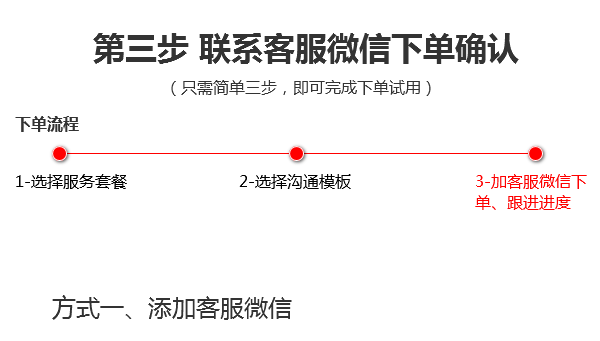 第三步 联系客服微信下单确认
（只需简单三步，即可完成下单试用）
下单流程
1-选择服务套餐
2-选择沟通模板
3-加客服微信下
单、跟进进度
方式一、添加客服微信